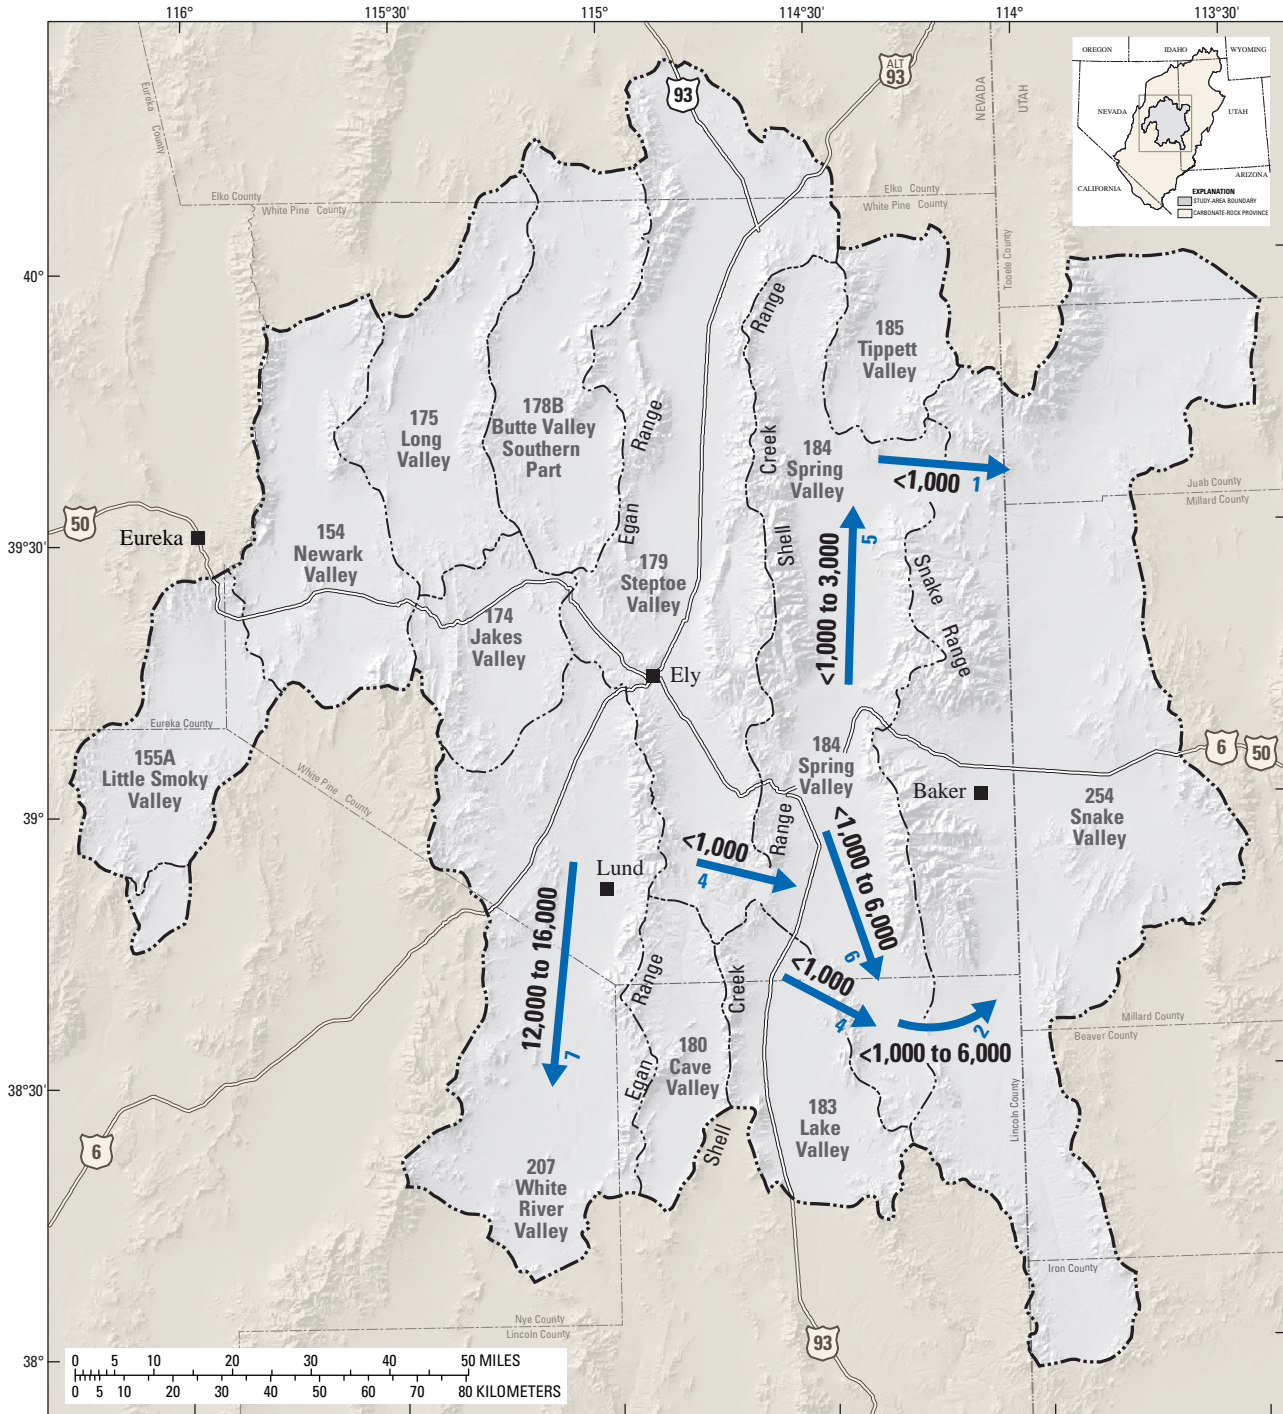 116°
115°30'
115°
114°30'
114°
113°30'
40°
39°30'
39°
38°30'
38°
OREGON
IDAHO
WYOMING
NEVADA
UTAH
CALIFORNIA
ARIZONA
EXPLANATION
STUDY-AREA BOUNDARY
CARBONATE-ROCK PROVINCE
93
ALT
93
NEVADA
UTAH
Eureka County
Elko County
White Pine County
Elko County
White Pine County
Tooele County
185
Tippett
Valley
175
Long
Valley
178B
Butte Valley
Southern
Part
Egan Range
Shell Creek Range
184
Spring
Valley
<1,000
1
Juab County
Millard County
50
Eureka
154
Newark
Valley
179
Steptoe
Valley
<1,000 to 3,000
5
Snake Range
174
Jakes
Valley
Ely
Eureka County
White Pine County
155A
Little Smoky
Valley
184
Spring
Valley
6
50
Baker
254
Snake
Valley
Range
<1,000
4
Lund
<1,000 to 6,000
6
12,000 to 16,000
7
<1,000
4
2
<1,000 to 6,000
Millard County
Beaver County
Egan Range
Shell Creek
180
Cave
Valley
183
Lake
Valley
Lincoln County
6
207
White
River
Valley
Iron County
Nye County
Lincoln County
93
0 5 10 20 30 40 50 MILES
0 5 10 20 30 40 50 60 70 80 KILOMETERS